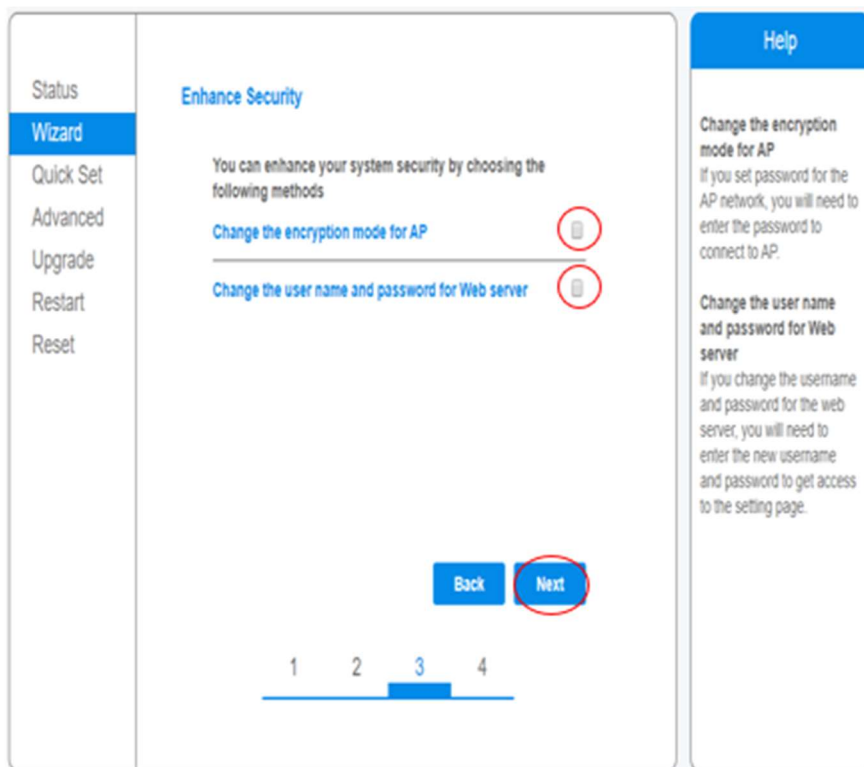 Status
Wizard
Quick Set
Advanced
Upgrade
Restart
Reset
Enhance Security
You can enhance your system security by choosing the
following methods
Change the encryption mode for AP
Change the user name and password for Web server
Back
Next
1 2 3 4
Help
Change the encryption
mode for AP
If you set password for the
AP network, you will need to
enter the password to
connect to AP.
Change the user name
and password for Web
server
If you change the username
and password for the web
server, you will need to
enter the new username
and password to get access
to the setting page.